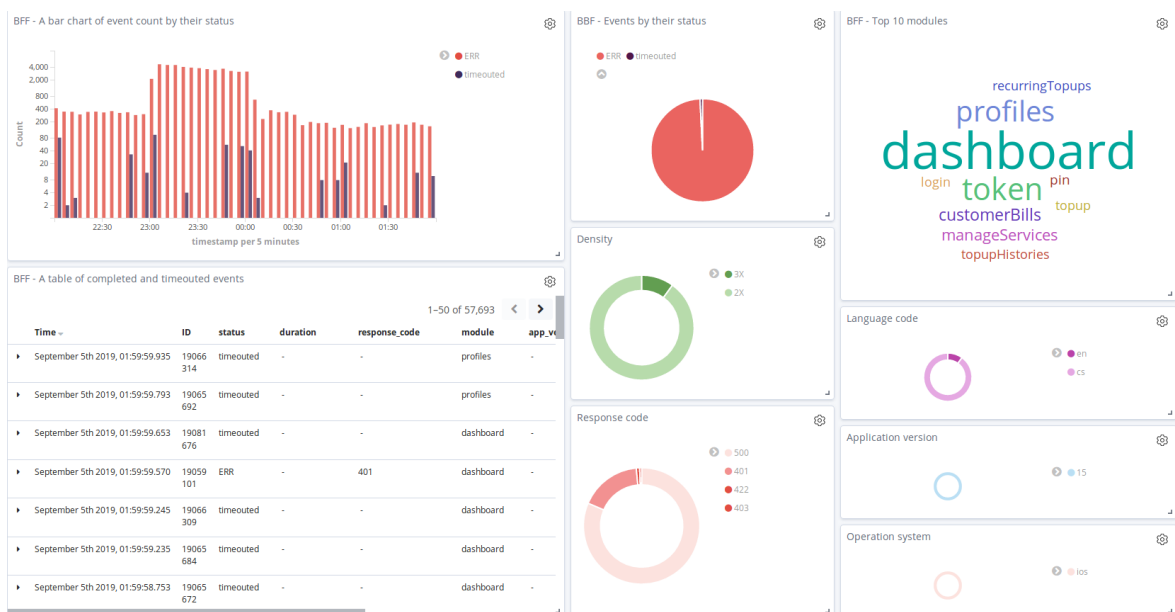 BFF - A bar chart of event count by their status
ERR
timeouted
4,000
2,000
800
400
200
80
40
20
8
4
2
Count
22:30 23:00 23:30 00:00 00:30 01:00 01:30
timestamp per 5 minutes
BFF - A table of completed and timeouted events
1–50 of 57,693
Time ID status duration response_code module app_ve
September 5th 2019, 01:59:59.935 19066 timeouted - - profiles -
314
September 5th 2019, 01:59:59.793 19065 timeouted - - profiles -
692
September 5th 2019, 01:59:59.653 19081 timeouted - - dashboard -
676
September 5th 2019, 01:59:59.570 19059 ERR - 401 dashboard -
101
September 5th 2019, 01:59:59.245 19066 timeouted - - dashboard -
309
September 5th 2019, 01:59:59.235 19065 timeouted - - dashboard -
684
September 5th 2019, 01:59:58.753 19065 timeouted - - dashboard -
672
BBF - Events by their status
ERR timeouted
Density
3X
2X
Response code
500
401
422
403
BFF - Top 10 modules
recurringTopups
profiles
dashboard
login token pin
topup
customerBills
manageServices
topupHistories
Language code
en
cs
Application version
15
Operation system
ios